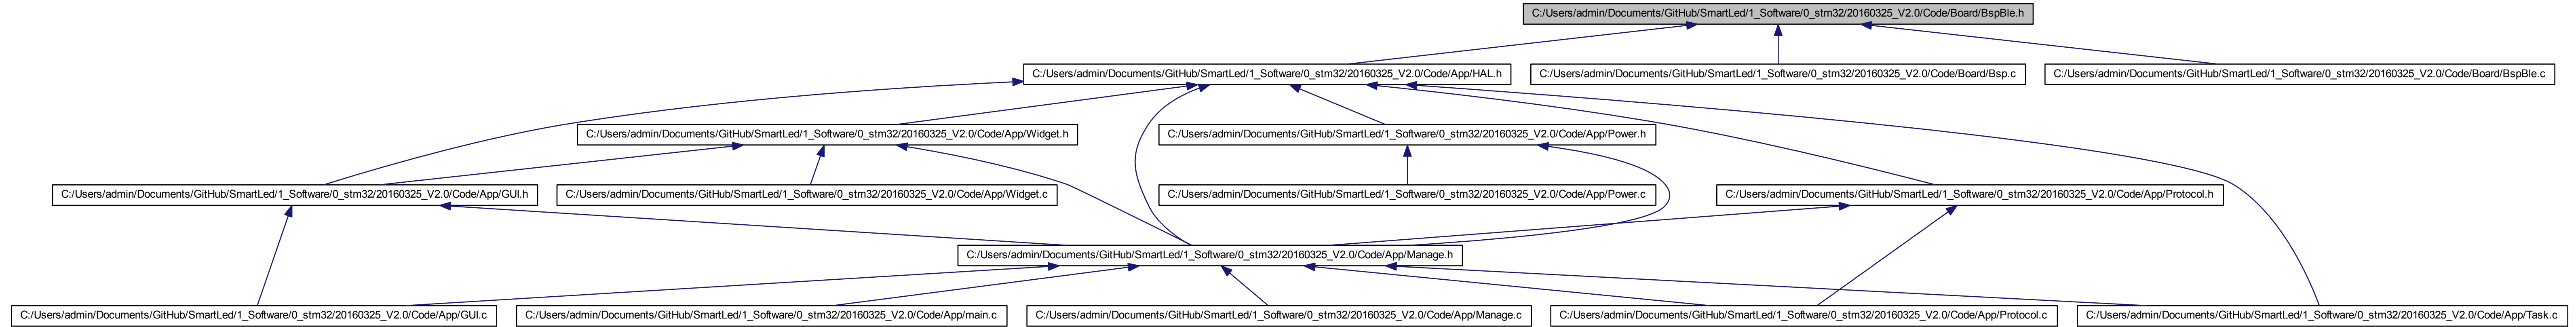 C:/Users/admin/Documents/GitHub/SmartLed/1_Software/0_stm32/20160325_V2.0/Code/Board/BspBle.h
C:/Users/admin/Documents/GitHub/SmartLed/1_Software/0_stm32/20160325_V2.0/Code/App/HAL.h
C:/Users/admin/Documents/GitHub/SmartLed/1_Software/0_stm32/20160325_V2.0/Code/Board/Bsp.c
C:/Users/admin/Documents/GitHub/SmartLed/1_Software/0_stm32/20160325_V2.0/Code/Board/BspBle.c
C:/Users/admin/Documents/GitHub/SmartLed/1_Software/0_stm32/20160325_V2.0/Code/App/Widget.h
C:/Users/admin/Documents/GitHub/SmartLed/1_Software/0_stm32/20160325_V2.0/Code/App/Power.h
C:/Users/admin/Documents/GitHub/SmartLed/1_Software/0_stm32/20160325_V2.0/Code/App/GUI.h
C:/Users/admin/Documents/GitHub/SmartLed/1_Software/0_stm32/20160325_V2.0/Code/App/Widget.c
C:/Users/admin/Documents/GitHub/SmartLed/1_Software/0_stm32/20160325_V2.0/Code/App/Power.c
C:/Users/admin/Documents/GitHub/SmartLed/1_Software/0_stm32/20160325_V2.0/Code/App/Protocol.h
C:/Users/admin/Documents/GitHub/SmartLed/1_Software/0_stm32/20160325_V2.0/Code/App/Manage.h
C:/Users/admin/Documents/GitHub/SmartLed/1_Software/0_stm32/20160325_V2.0/Code/App/GUI.c
C:/Users/admin/Documents/GitHub/SmartLed/1_Software/0_stm32/20160325_V2.0/Code/App/main.c
C:/Users/admin/Documents/GitHub/SmartLed/1_Software/0_stm32/20160325_V2.0/Code/App/Manage.c
C:/Users/admin/Documents/GitHub/SmartLed/1_Software/0_stm32/20160325_V2.0/Code/App/Protocol.c
C:/Users/admin/Documents/GitHub/SmartLed/1_Software/0_stm32/20160325_V2.0/Code/App/Task.c